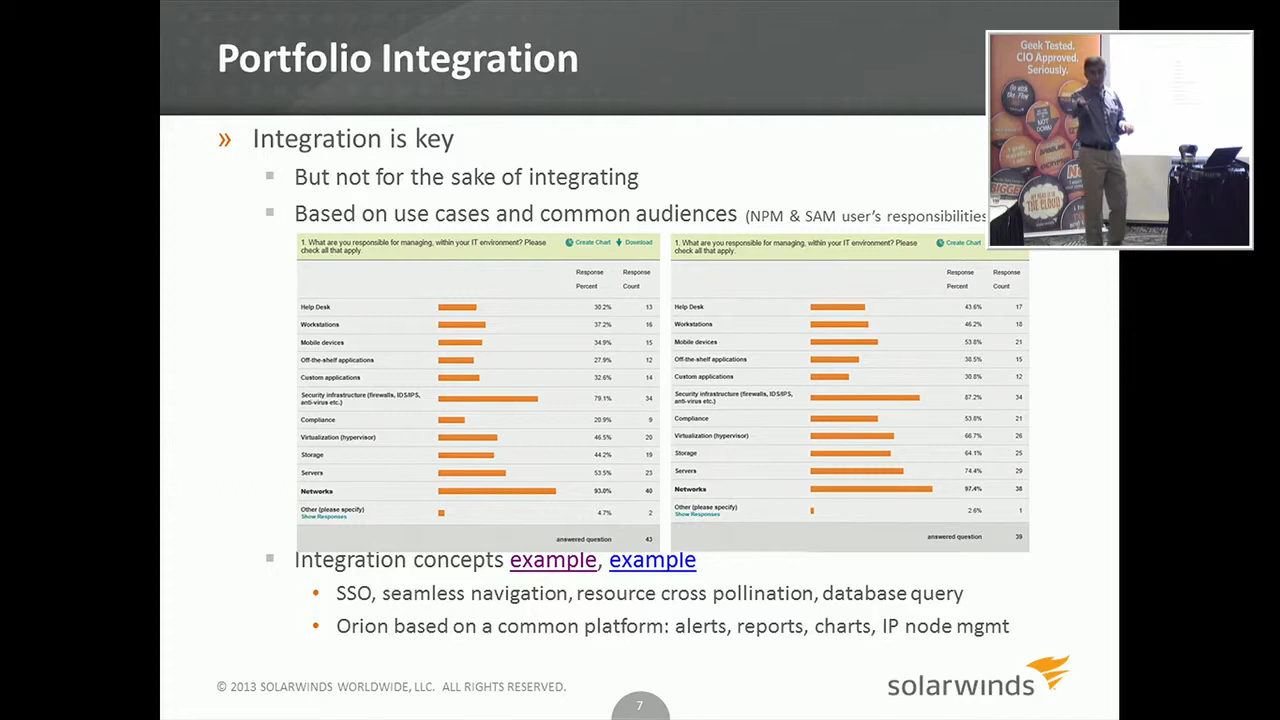 Portfolio Integration
» Integration is key
But not for the sake of integrating
Based on use cases and common audiences (NPM & SAM user's responsibilities
1. What are you responsible for managing, within your IT environment? Please
check all that apply.
Create Chart Download
Response Percent Response Count
Help Desk 30.2% 13
Workstations 37.2% 16
Mobile devices 34.9% 15
Off-the-shelf applications 27.9% 12
Custom applications 32.6% 14
Security infrastructure (firewalls, IDS/IPS,
anti-virus etc.) 79.1% 34
Compliance 20.9% 9
Virtualization (hypervisor) 46.5% 20
Storage 44.2% 19
Servers 53.5% 23
Networks 93.0% 40
Other (please specify) 4.7% 2
Show Responses
answered question 43
1. What are you responsible for managing, within your IT environment? Please
check all that apply.
Create Chart
Response Percent Response Count
Help Desk 43.6% 17
Workstations 46.2% 18
Mobile devices 53.8% 21
Off-the-shelf applications 38.5% 15
Custom applications 30.8% 12
Security infrastructure (firewalls, IDS/IPS,
anti-virus etc.) 87.2% 34
Compliance 53.8% 21
Virtualization (hypervisor) 66.7% 26
Storage 64.1% 25
Servers 74.4% 29
Networks 97.4% 38
Other (please specify) 2.6% 1
Show Responses
answered question 39
Integration concepts example, example
• SSO, seamless navigation, resource cross pollination, database query
• Orion based on a common platform: alerts, reports, charts, IP node mgmt
© 2013 SOLARWINDS WORLDWIDE, LLC. ALL RIGHTS RESERVED.
7
solarwinds
Geek Tested.
CIO Approved.
Seriously.
Go with
the Flow
NOT
DOWN!
BIGGER
THE CLOUD